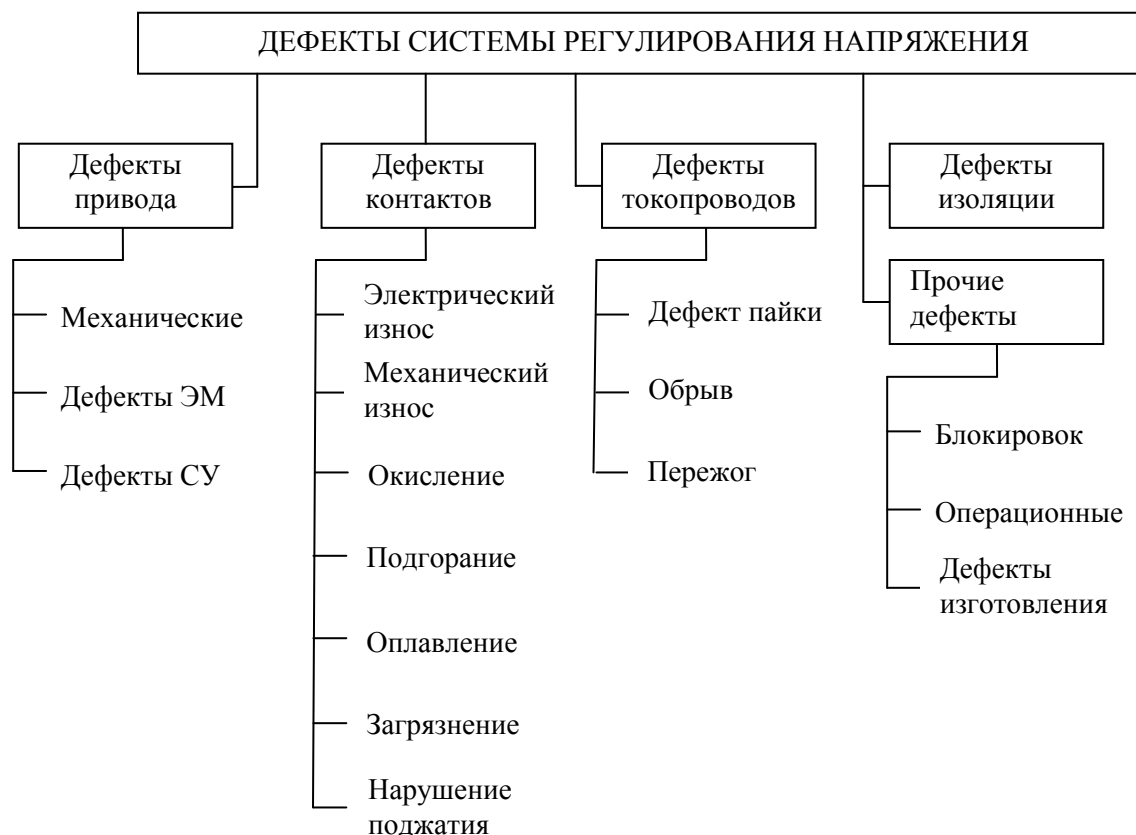 ДЕФЕКТЫ СИСТЕМЫ РЕГУЛИРОВАНИЯ НАПРЯЖЕНИЯ
Дефекты
привода
Механические
Дефекты ЭМ
Дефекты СУ
Дефекты
контактов
Электрический
износ
Механический
износ
Окисление
Подгорание
Оплавление
Загрязнение
Нарушение
поджатия
Дефекты
токопроводов
Дефект пайки
Обрыв
Пережог
Дефекты
изоляции
Прочие
дефекты
Блокировок
Операционные
Дефекты
изготовления